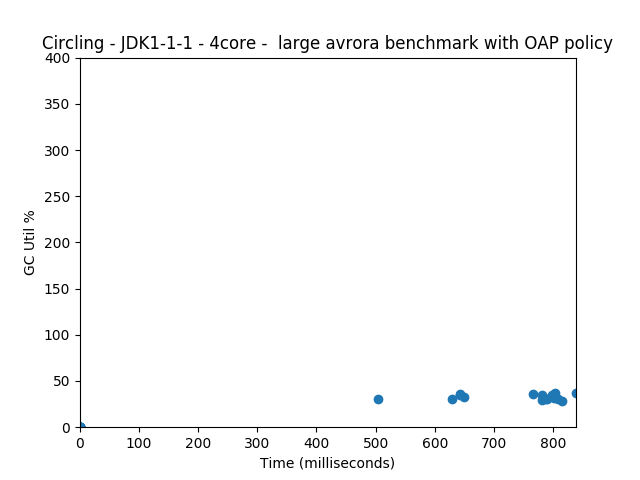 Circling - JDK1-1-1 - 4core -  large avrora benchmark with OAP policy
400
350
300
250
200
150
100
50
0
GC Util %
0 100 200 300 400 500 600 700 800
Time (milliseconds)